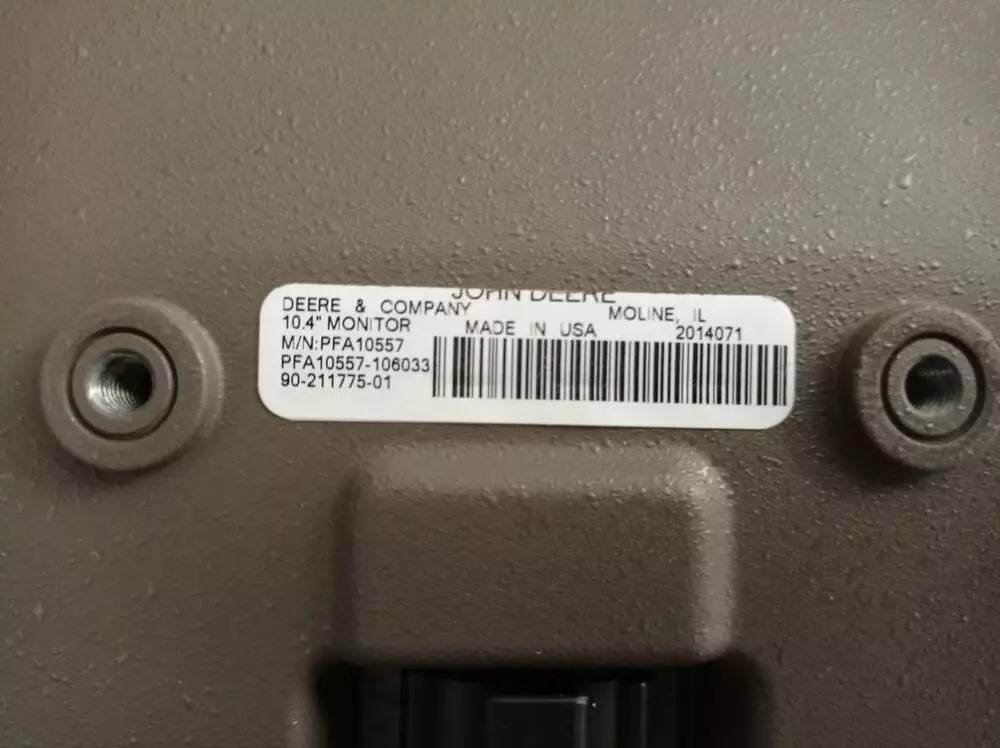 JOHN DEERE
DEERE & COMPANY MOLINE, IL
10.4" MONITOR MADE IN USA 2014071
M/N:PFA10557
PFA10557-106033
90-211775-01